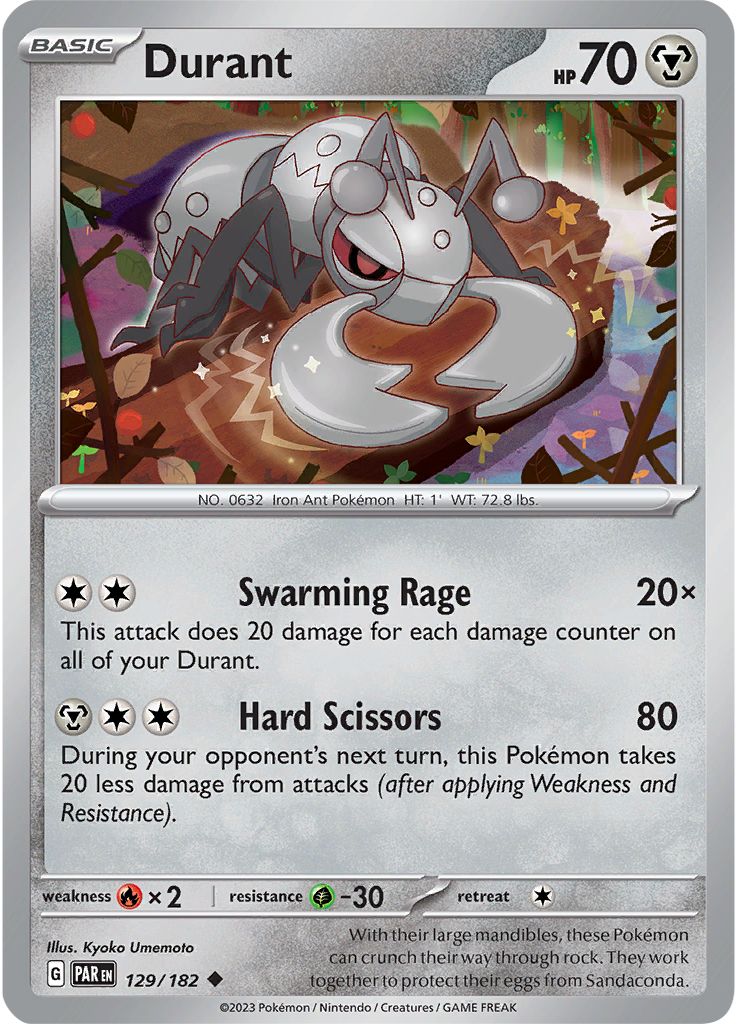 BASIC
Durant
HP 70
NO. 0632 Iron Ant Pokémon HT: 1' WT: 72.8 lbs.
Swarming Rage 20×
This attack does 20 damage for each damage counter on
all of your Durant.
Hard Scissors 80
During your opponent's next turn, this Pokémon takes
20 less damage from attacks (after applying Weakness and
Resistance).
weakness ×2 resistance -30 retreat
Illus. Kyoko Umemoto
G PAR EN 129/182
With their large mandibles, these Pokémon
can crunch their way through rock. They work
together to protect their eggs from Sandaconda.
©2023 Pokémon / Nintendo / Creatures / GAME FREAK